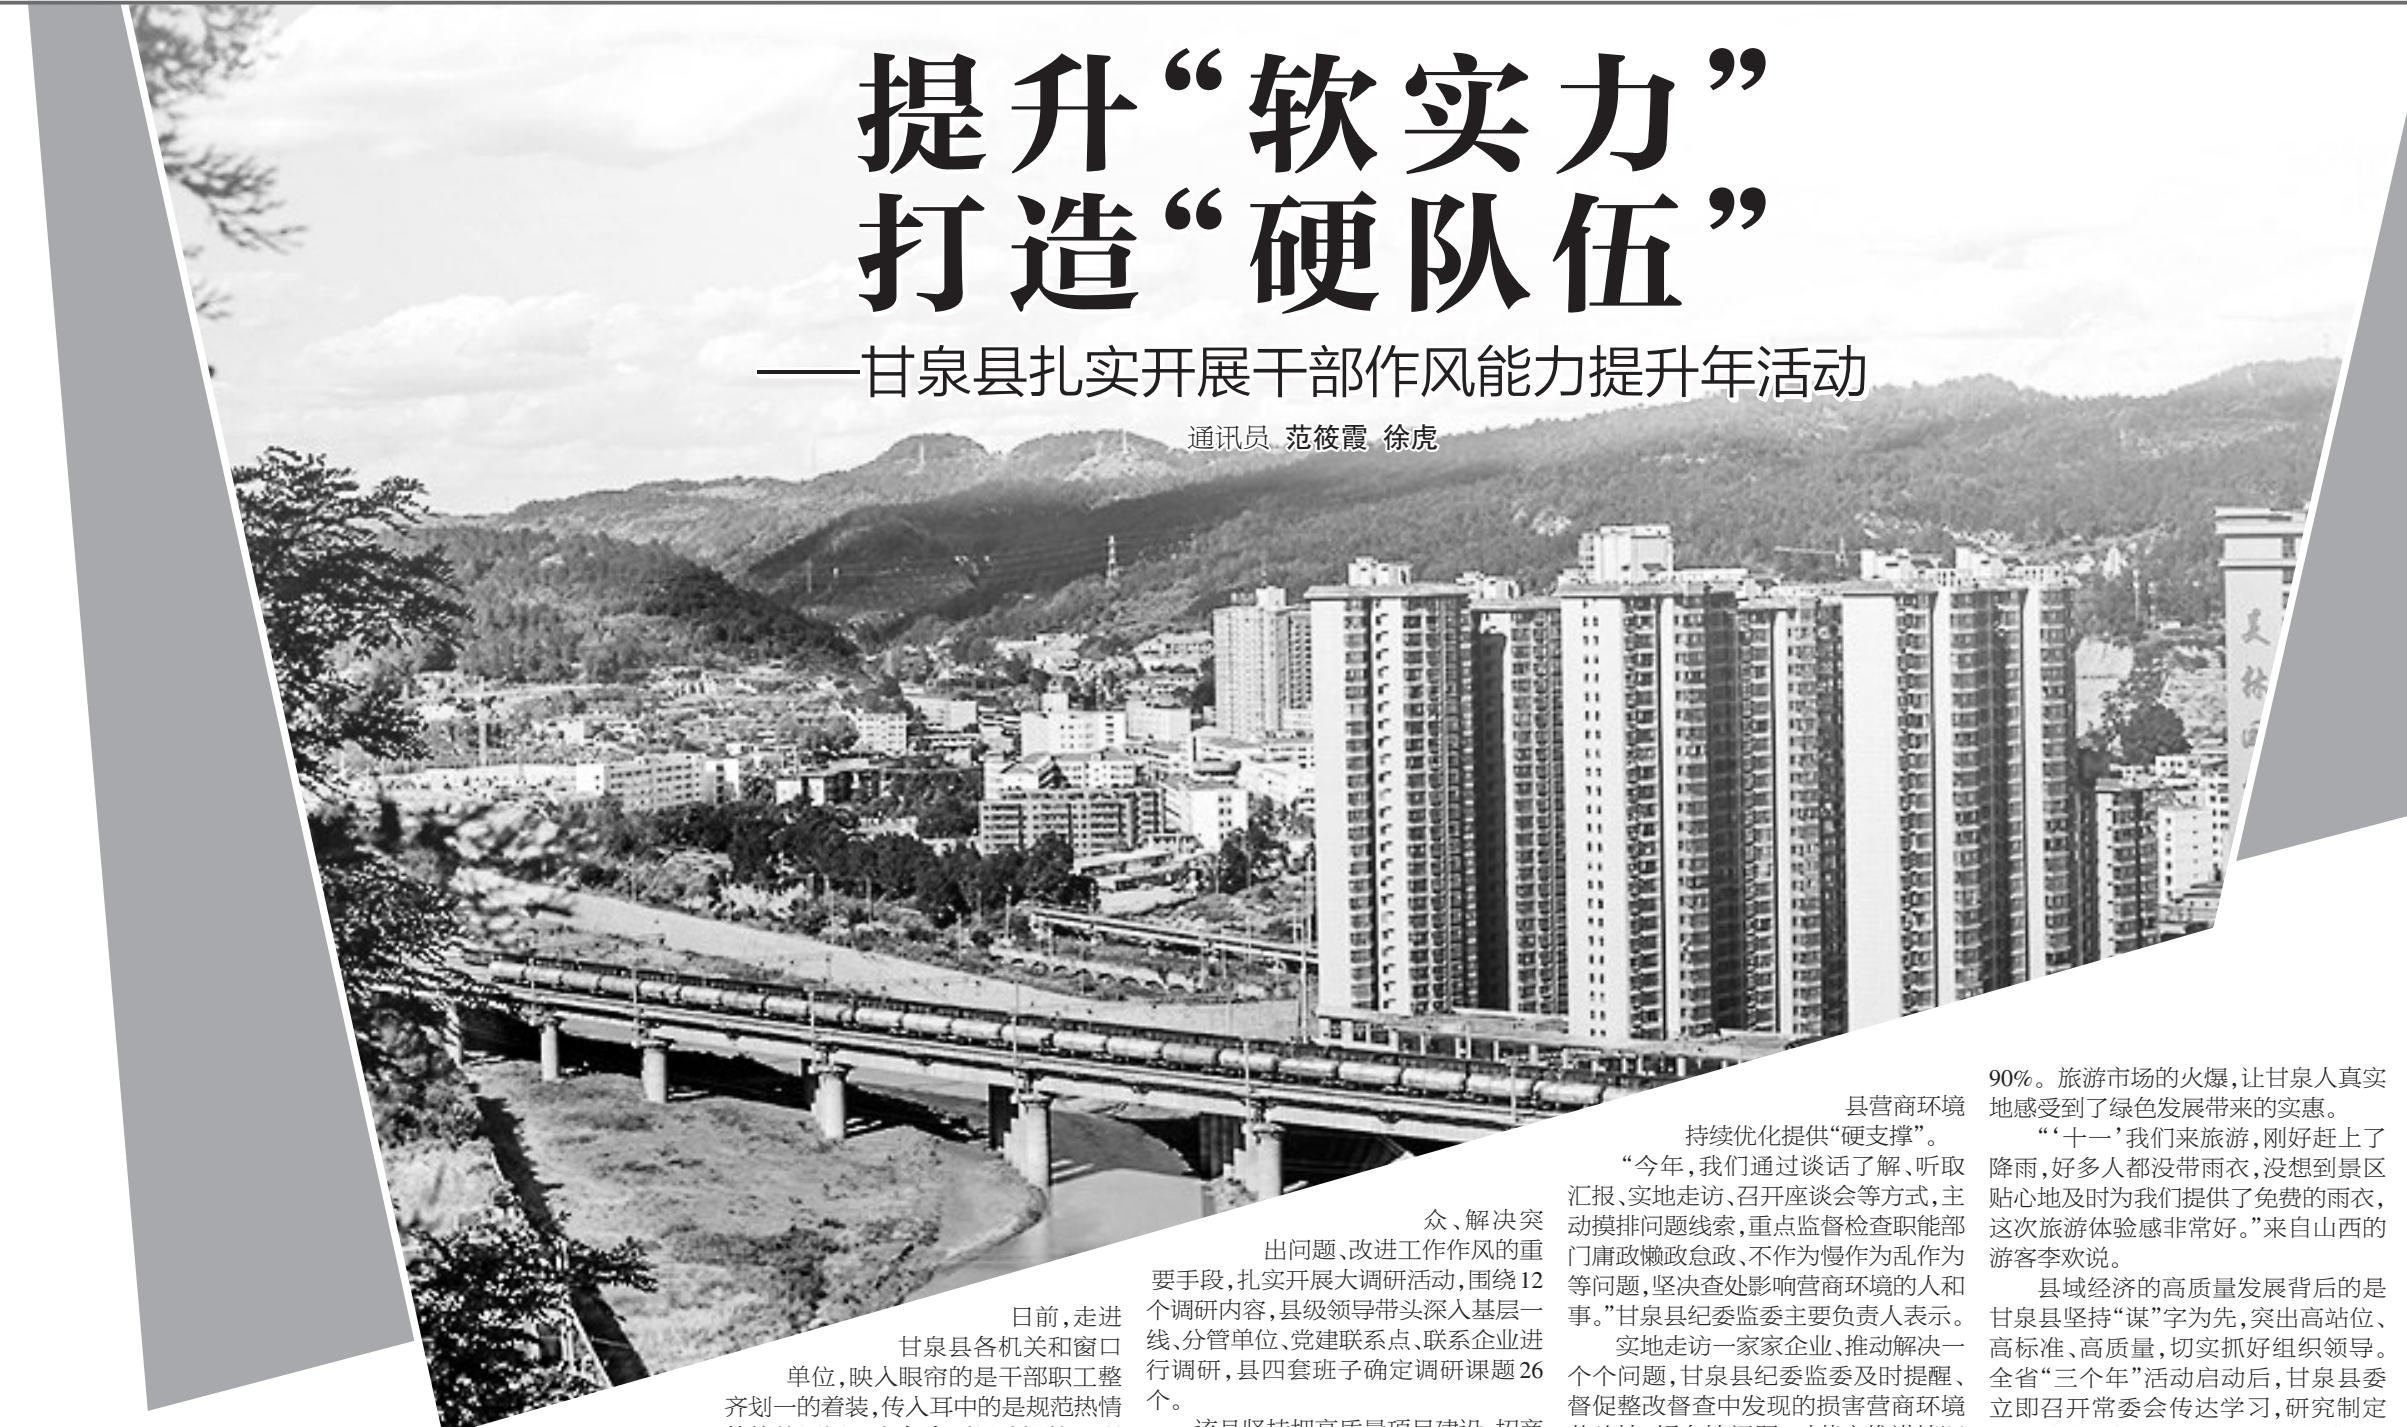 提升“软实力”
打造“硬队伍”
——甘泉县扎实开展干部作风能力提升年活动
通讯员 范筱霞 徐虎
日前，走进
甘泉县各机关和窗口
单位，映入眼帘的是干部职工整
齐划一的着装，传入耳中的是规范热情
众、解决突
出问题、改进工作作风的重
要手段，扎实开展大调研活动，围绕12
个调研内容，县级领导带头深入基层一
线、分管单位、党建联系点、联系企业进
行调研，县四套班子确定调研课题26
个。
县营商环境
持续优化提供“硬支撑”。
“今年，我们通过谈话了解、听取
汇报、实地走访、召开座谈会等方式，主
动摸排问题线索，重点监督检查职能部
门庸政懒政怠政、不作为慢作为乱作为
等问题，坚决查处影响营商环境的人和
事。”甘泉县纪委监委主要负责人表示。
实地走访一家家企业、推动解决一
个个问题，甘泉县纪委监委及时提醒、
督促整改督查中发现的损害营商环境
90%。旅游市场的火爆，让甘泉人真实
地感受到了绿色发展带来的实惠。
“‘十一’我们来旅游，刚好赶上了
降雨，好多人都没带雨衣，没想到景区
贴心地及时为我们提供了免费的雨衣，
这次旅游体验感非常好。”来自山西的
游客李欢说。
县域经济的高质量发展背后的是
甘泉县坚持“谋”字为先，突出高站位、
高标准、高质量，切实抓好组织领导。
全省“三个年”活动启动后，甘泉县委
立即召开常委会传达学习，研究制定